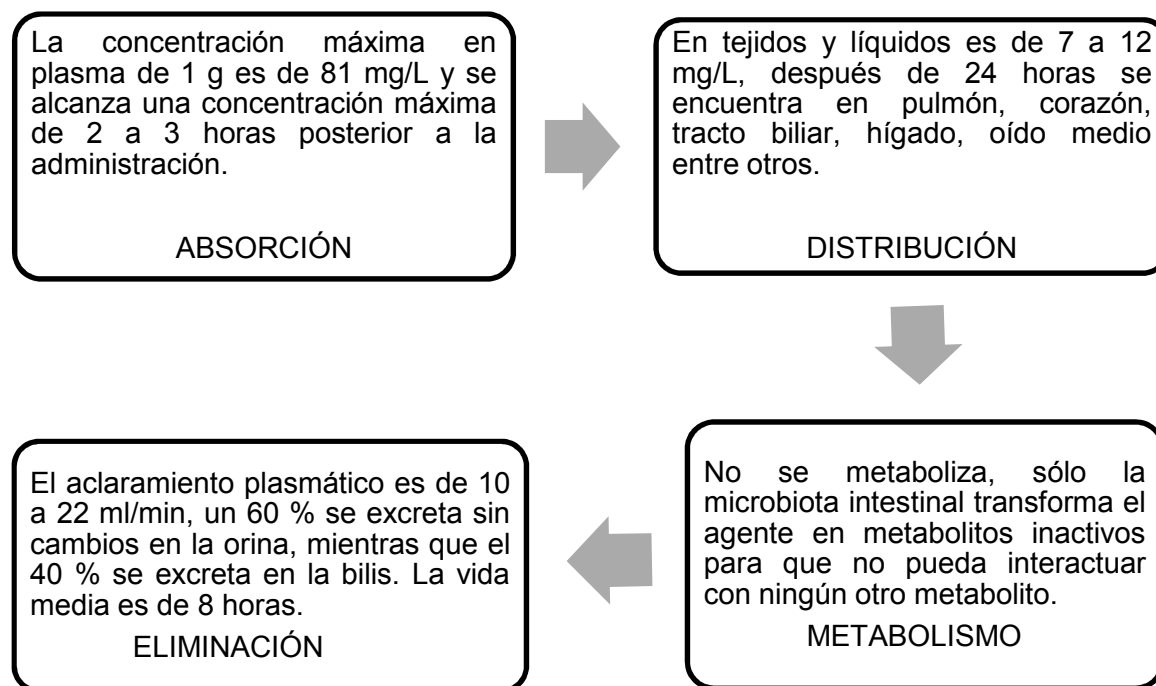 La concentración máxima en
plasma de 1 g es de 81 mg/L y se
alcanza una concentración máxima
de 2 a 3 horas posterior a la
administración.
ABSORCIÓN
En tejidos y líquidos es de 7 a 12
mg/L, después de 24 horas se
encuentra en pulmón, corazón,
tracto biliar, hígado, oído medio
entre otros.
DISTRIBUCIÓN
No se metaboliza, sólo la
microbiota intestinal transforma el
agente en metabolitos inactivos
para que no pueda interactuar
con ningún otro metabolito.
METABOLISMO
El aclaramiento plasmático es de 10
a 22 ml/min, un 60 % se excreta sin
cambios en la orina, mientras que el
40 % se excreta en la bilis. La vida
media es de 8 horas.
ELIMINACIÓN